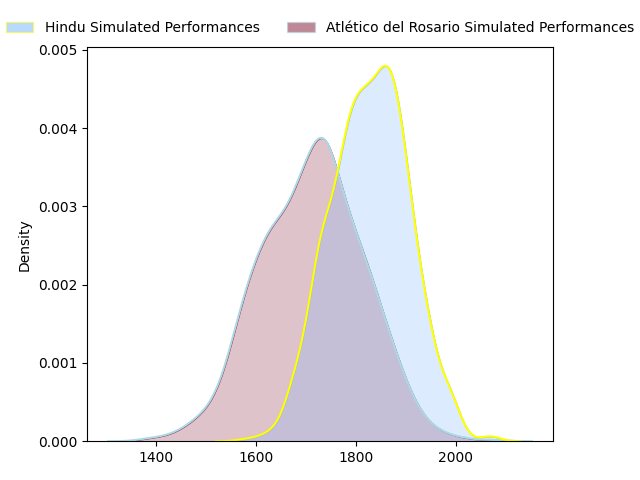 Hindu Simulated Performances Atlético del Rosario Simulated Performances
0.005
0.004
0.003
0.002
0.001
0.000
Density
1400 1600 1800 2000